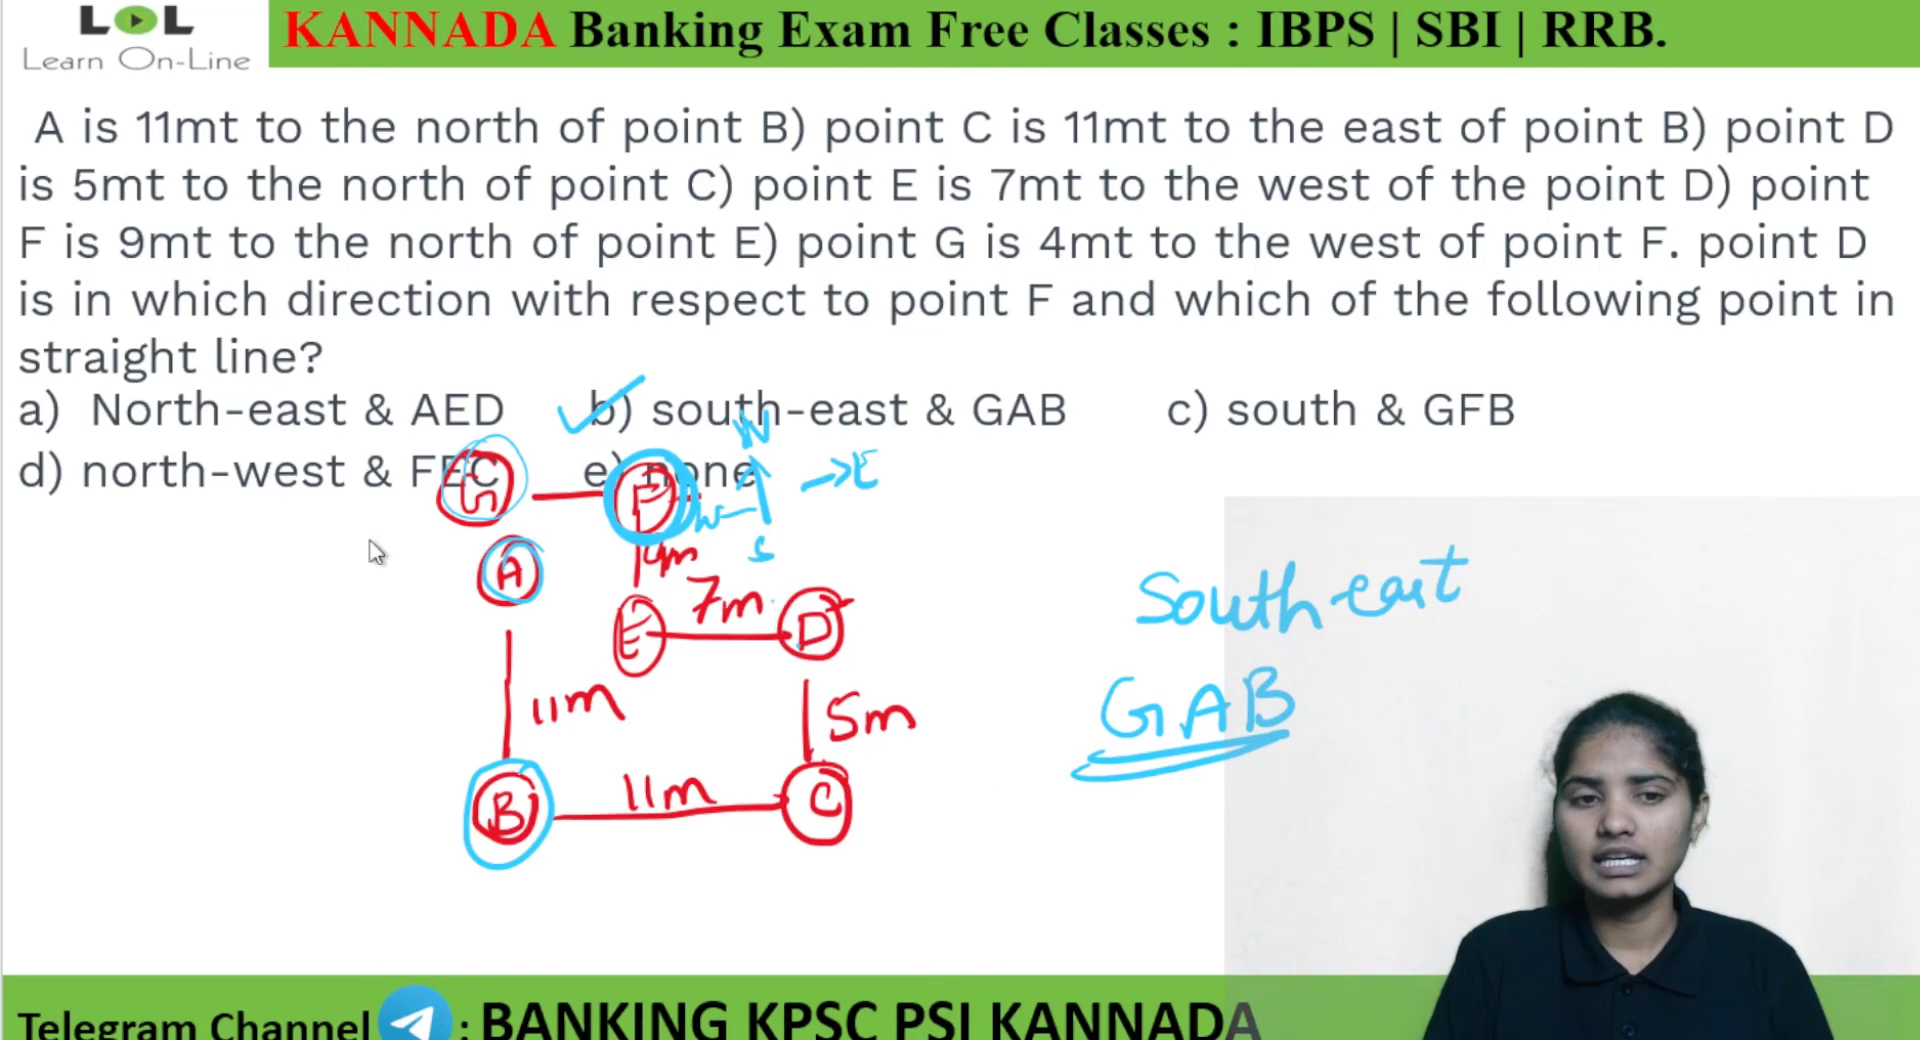 LOL
Learn On-Line
KANNADA Banking Exam Free Classes : IBPS | SBI | RRB.
A is 11mt to the north of point B) point C is 11mt to the east of point B) point D
is 5mt to the north of point C) point E is 7mt to the west of the point D) point
F is 9mt to the north of point E) point G is 4mt to the west of point F. point D
is in which direction with respect to point F and which of the following point in
straight line?
a) North-east & AED b) south-east & GAB c) south & GFB
d) north-west & FEC e) none
N
E
W
S
G
F
A
9m
7m
E
D
11m
5m
B
11m
C
South-east
GAB
Telegram Channel : BANKING KPSC PSI KANNADA